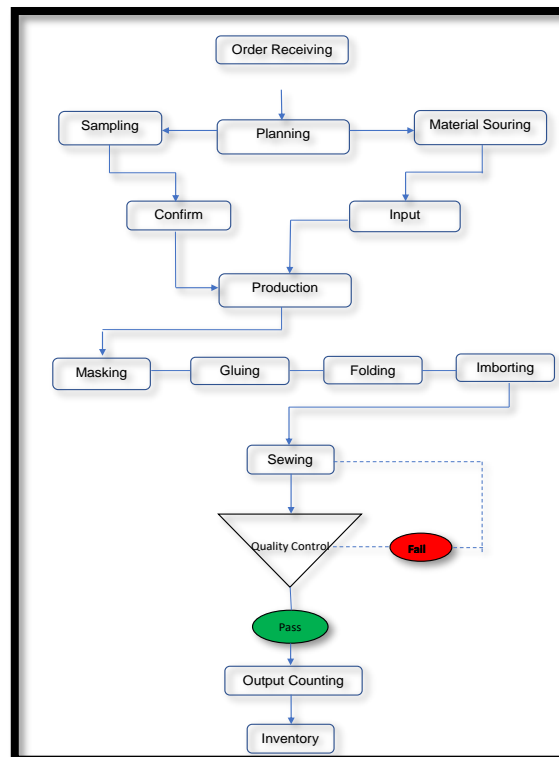 Order Receiving
Sampling
Planning
Material Souring
Confirm
Input
Production
Masking
Gluing
Folding
Imborting
Sewing
Quality Control
Fail
Pass
Output Counting
Inventory